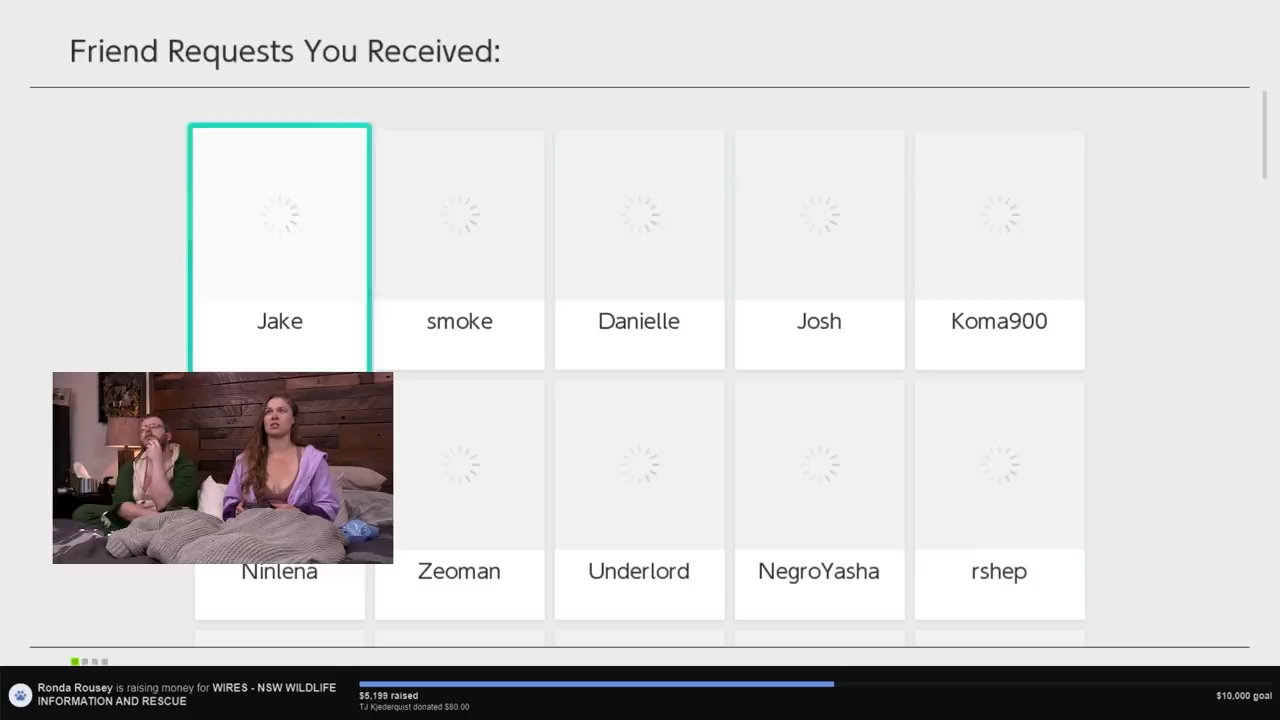 Friend Requests You Received:
Jake
smoke
Danielle
Josh
Koma900
Ninlena
Zeoman
Underlord
NegroYasha
rshep
Ronda Rousey is raising money for WIRES - NSW WILDLIFE
INFORMATION AND RESCUE
$5,199 raised
$10,000 goal
TJ Kjederquist donated $80.00